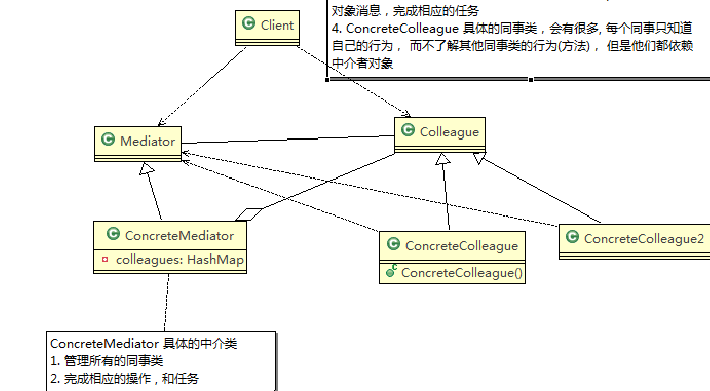 对象消息，完成相应的任务
4. ConcreteColleague 具体的同事类，会有很多, 每个同事只知道
自己的行为， 而不了解其他同事类的行为(方法)， 但是他们都依赖
中介者对象
C Client
C Mediator
C Colleague
C ConcreteMediator
colleagues: HashMap
C ConcreteColleague
C ConcreteColleague()
C ConcreteColleague2
ConcreteMediator 具体的中介类
1. 管理所有的同事类
2. 完成相应的操作 , 和任务